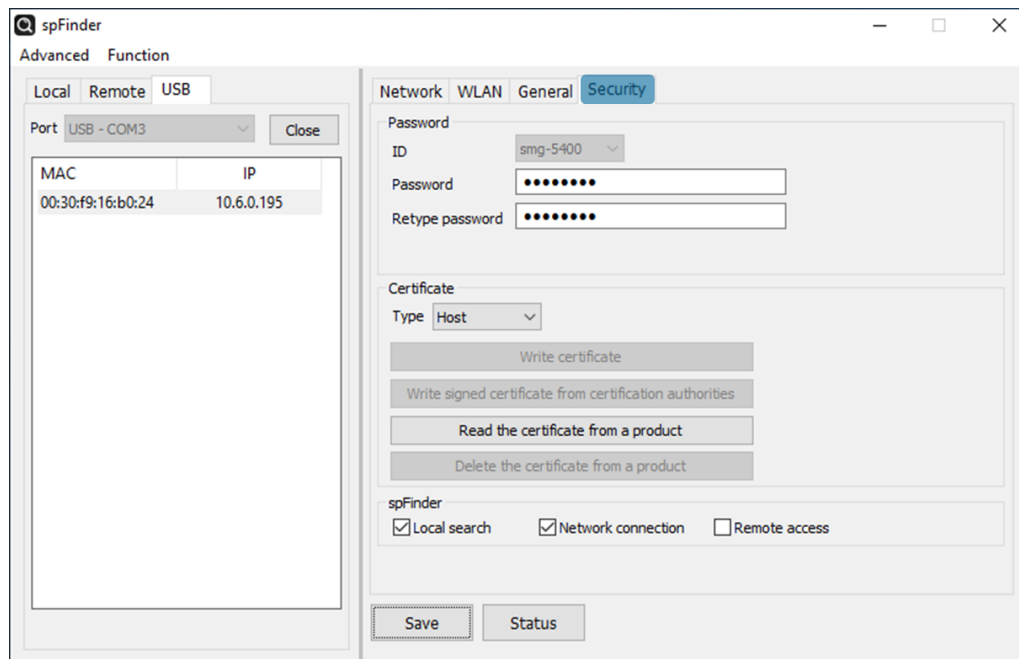 spFinder
Advanced Function
Local Remote USB
Port USB - COM3 Close
MAC IP
00:30:f9:16:b0:24 10.6.0.195
Network WLAN General Security
Password
ID smg-5400
Password ••••••••
Retype password ••••••••
Certificate
Type Host
Write certificate
Write signed certificate from certification authorities
Read the certificate from a product
Delete the certificate from a product
spFinder
Local search Network connection Remote access
Save Status